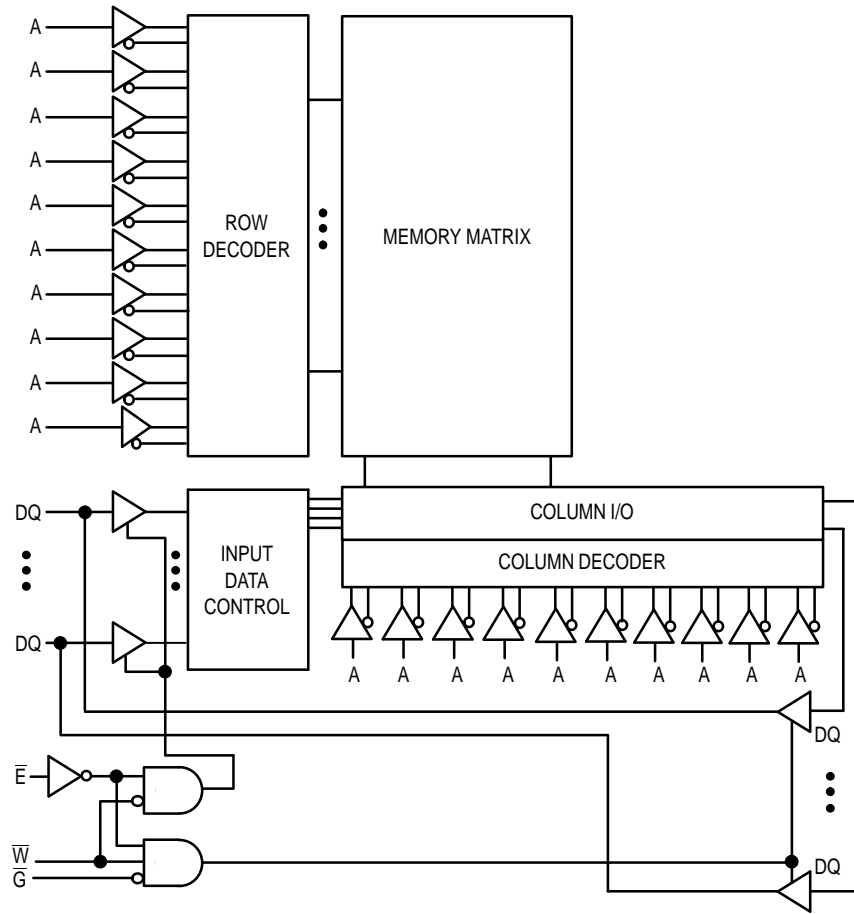 A
A
A
A
A
A
A
A
A
A
ROW
DECODER
MEMORY MATRIX
DQ
DQ
INPUT
DATA
CONTROL
COLUMN I/O
COLUMN DECODER
A A A A A A A A A A
DQ
DQ
E̅
W̅
G̅